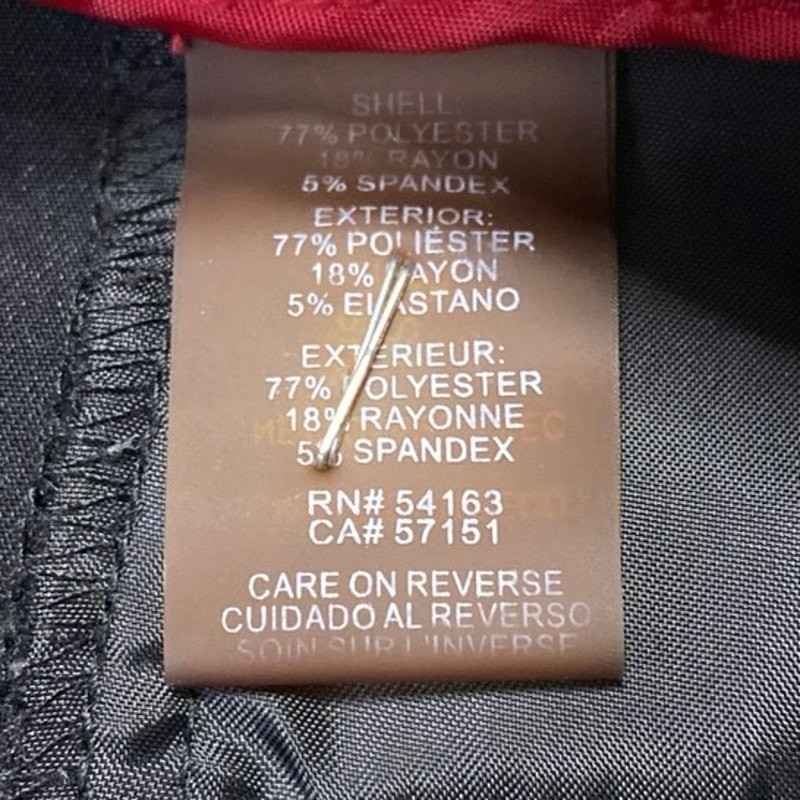 SHELL:
77% POLYESTER
18% RAYON
5% SPANDEX
EXTERIOR:
77% POLIÉSTER
18% RAYON
5% ELASTANO
EXTERIEUR:
77% POLYESTER
18% RAYONNE
5% SPANDEX
RN# 54163
CA# 57151
CARE ON REVERSE
CUIDADO AL REVERSO
SOIN SUR L'INVERSE